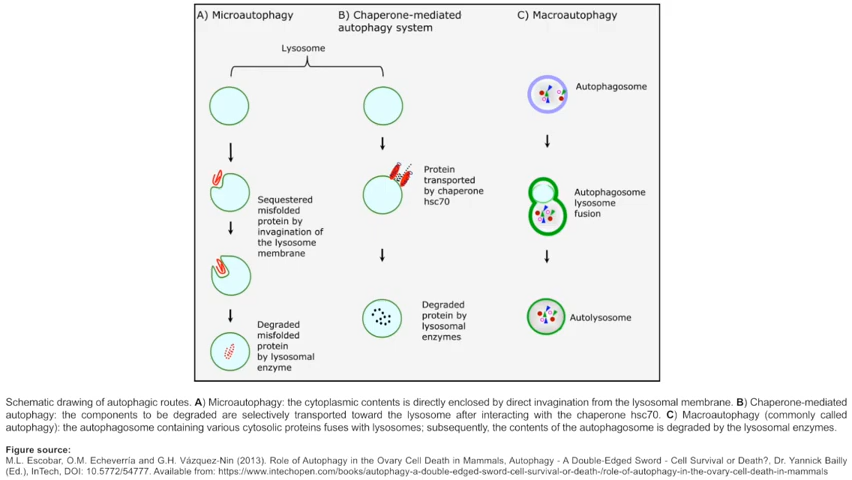 A) Microautophagy
B) Chaperone-mediated
autophagy system
C) Macroautophagy
Lysosome
Autophagosome
Protein
transported
by chaperone
hsc70
Sequestered
misfolded
protein by
invagination of
the lysosome
membrane
Autophagosome
lysosome
fusion
Degraded
misfolded
protein
by lysosomal
enzyme
Degraded
protein by
lysosomal
enzymes
Autolysosome
Schematic drawing of autophagic routes. A) Microautophagy: the cytoplasmic contents is directly enclosed by direct invagination from the lysosomal membrane. B) Chaperone-mediated
autophagy: the components to be degraded are selectively transported toward the lysosome after interacting with the chaperone hsc70. C) Macroautophagy (commonly called
autophagy): the autophagosome containing various cytosolic proteins fuses with lysosomes; subsequently, the contents of the autophagosome is degraded by the lysosomal enzymes.
Figure source:
M.L. Escobar, O.M. Echeverría and G.H. Vázquez-Nin (2013). Role of Autophagy in the Ovary Cell Death in Mammals, Autophagy - A Double-Edged Sword - Cell Survival or Death?, Dr. Yannick Bailly
(Ed.), InTech, DOI: 10.5772/54777. Available from: https://www.intechopen.com/books/autophagy-a-double-edged-sword-cell-survival-or-death-/role-of-autophagy-in-the-ovary-cell-death-in-mammals